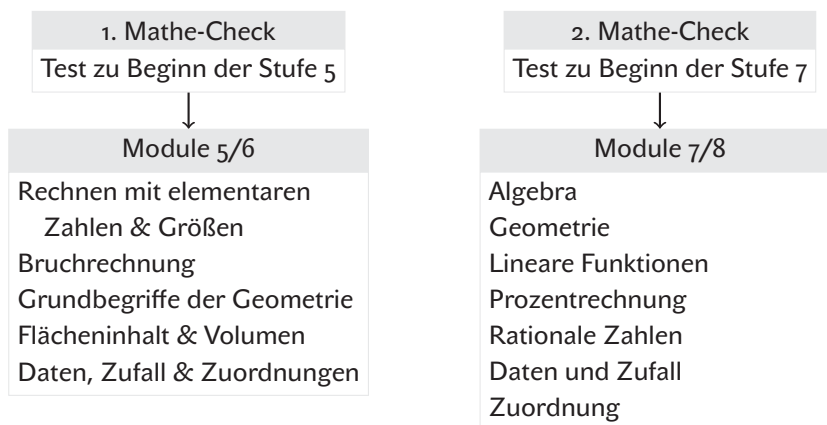 1. Mathe-Check
Test zu Beginn der Stufe 5
Module 5/6
Rechnen mit elementaren
Zahlen & Größen
Bruchrechnung
Grundbegriffe der Geometrie
Flächeninhalt & Volumen
Daten, Zufall & Zuordnungen
2. Mathe-Check
Test zu Beginn der Stufe 7
Module 7/8
Algebra
Geometrie
Lineare Funktionen
Prozentrechnung
Rationale Zahlen
Daten und Zufall
Zuordnung